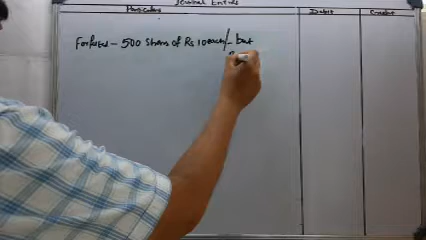 Journal Entries
Particulars Debit Credit
Forfeited - 500 shares of Rs 10 each/- but